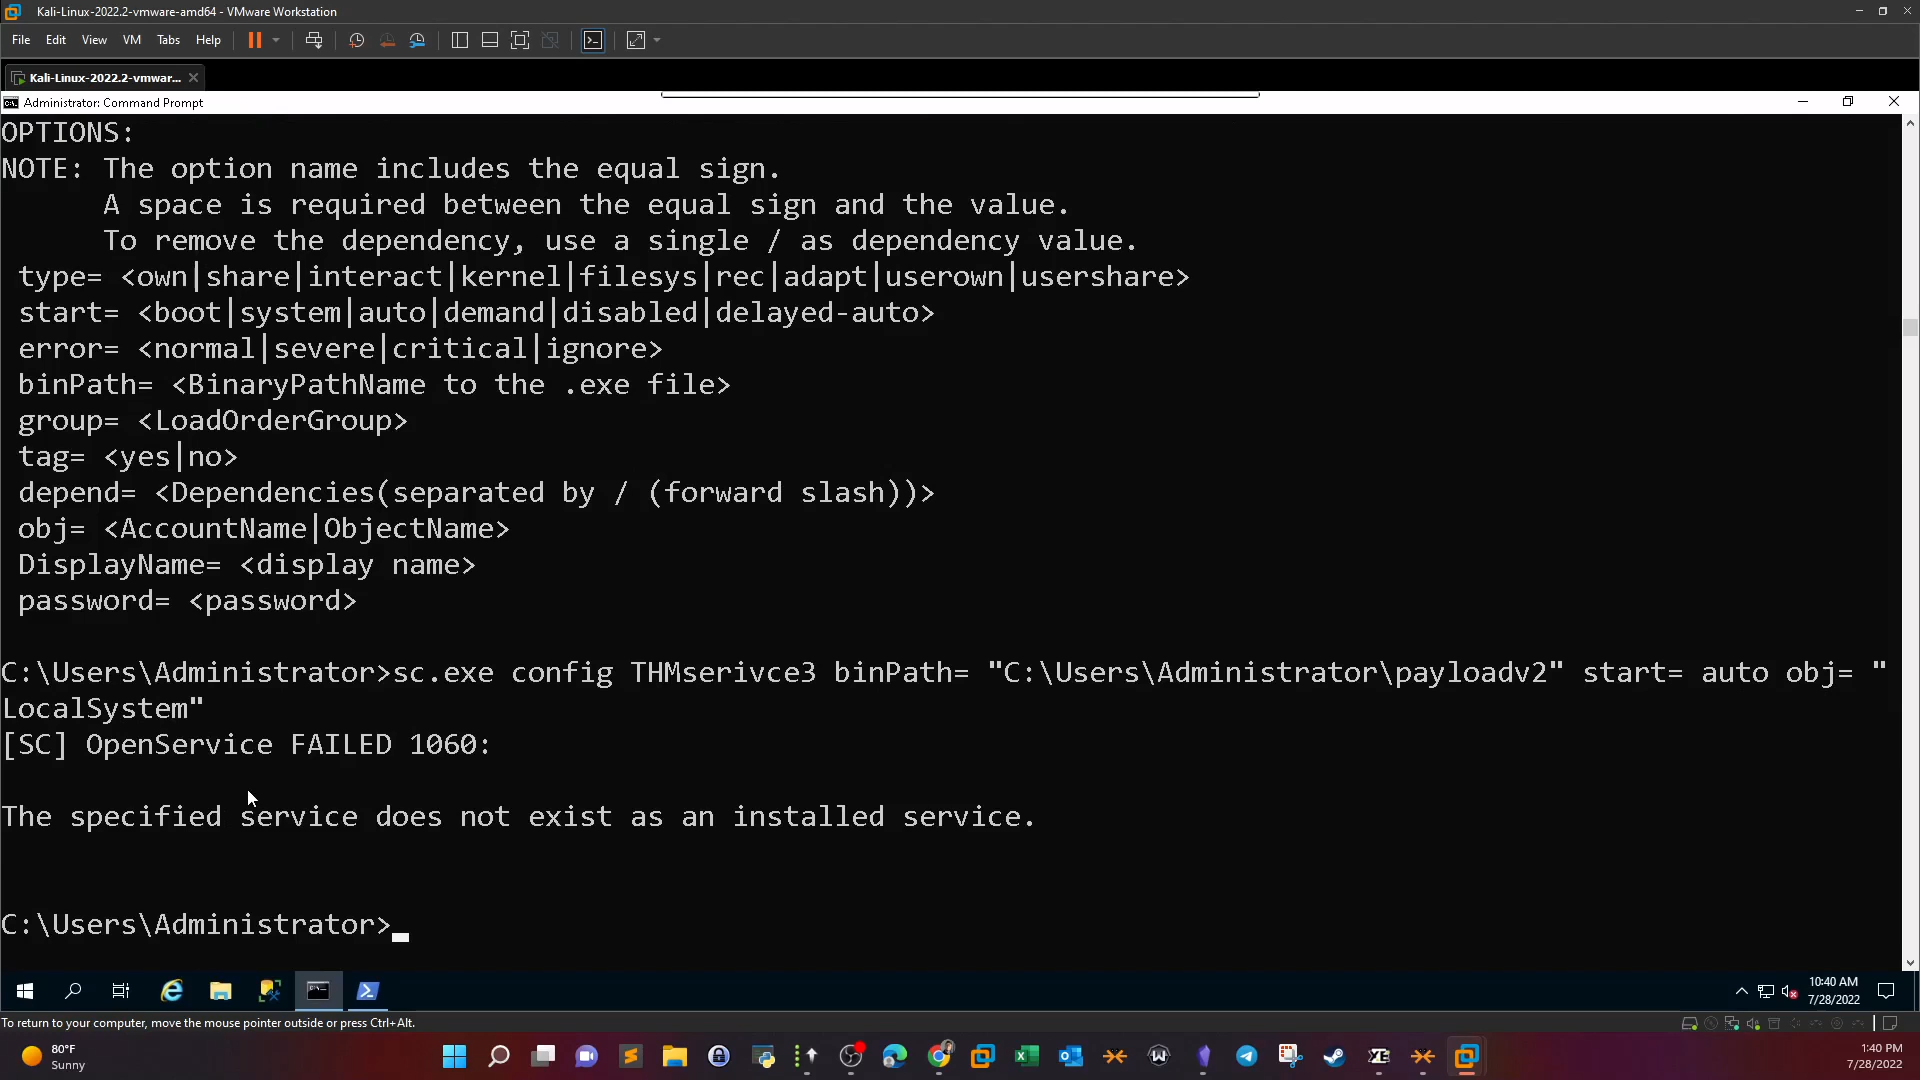 Kali-Linux-2022.2-vmware-amd64 - VMware Workstation
File Edit View VM Tabs Help
Kali-Linux-2022.2-vmwar...
Administrator: Command Prompt
OPTIONS:
NOTE: The option name includes the equal sign.
A space is required between the equal sign and the value.
To remove the dependency, use a single / as dependency value.
type= <own|share|interact|kernel|filesys|rec|adapt|userown|usershare>
start= <boot|system|auto|demand|disabled|delayed-auto>
error= <normal|severe|critical|ignore>
binPath= <BinaryPathName to the .exe file>
group= <LoadOrderGroup>
tag= <yes|no>
depend= <Dependencies(separated by / (forward slash))>
obj= <AccountName|ObjectName>
DisplayName= <display name>
password= <password>
C:\Users\Administrator>sc.exe config THMserivce3 binPath= "C:\Users\Administrator\payloadv2" start= auto obj= "
LocalSystem"
[SC] OpenService FAILED 1060:
The specified service does not exist as an installed service.
C:\Users\Administrator>
10:40 AM
7/28/2022
To return to your computer, move the mouse pointer outside or press Ctrl+Alt.
80°F
Sunny
1:40 PM
7/28/2022